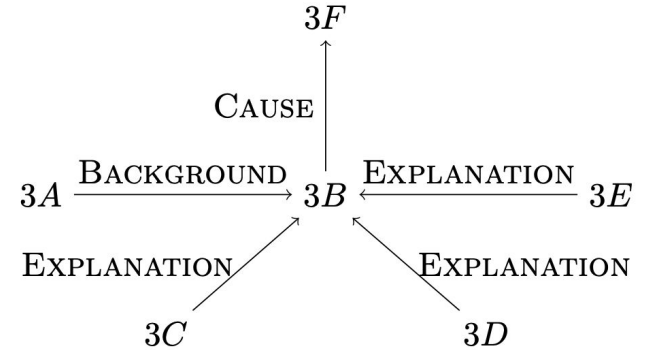 3F
CAUSE
BACKGROUND EXPLANATION
3A 3B 3E
EXPLANATION EXPLANATION
3C 3D